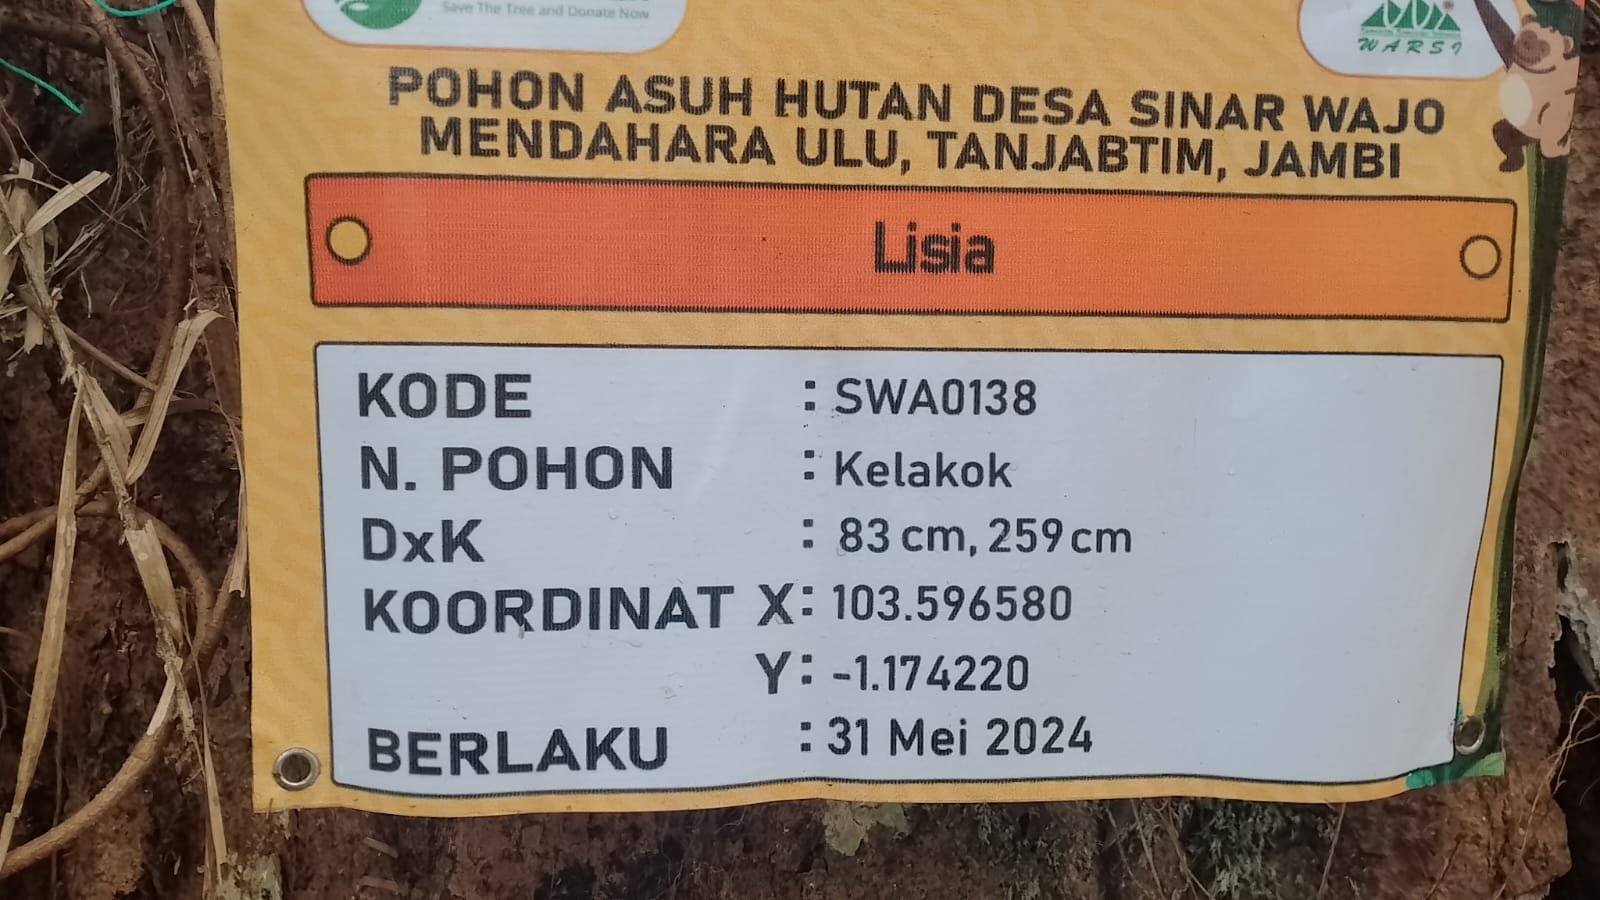 Save The Tree and Donate Now
WARSI
POHON ASUH HUTAN DESA SINAR WAJO
MENDAHARA ULU, TANJABTIM, JAMBI
Lisia
KODE : SWA0138
N. POHON : Kelakok
DxK : 83 cm, 259 cm
KOORDINAT X: 103.596580
Y: -1.174220
BERLAKU : 31 Mei 2024